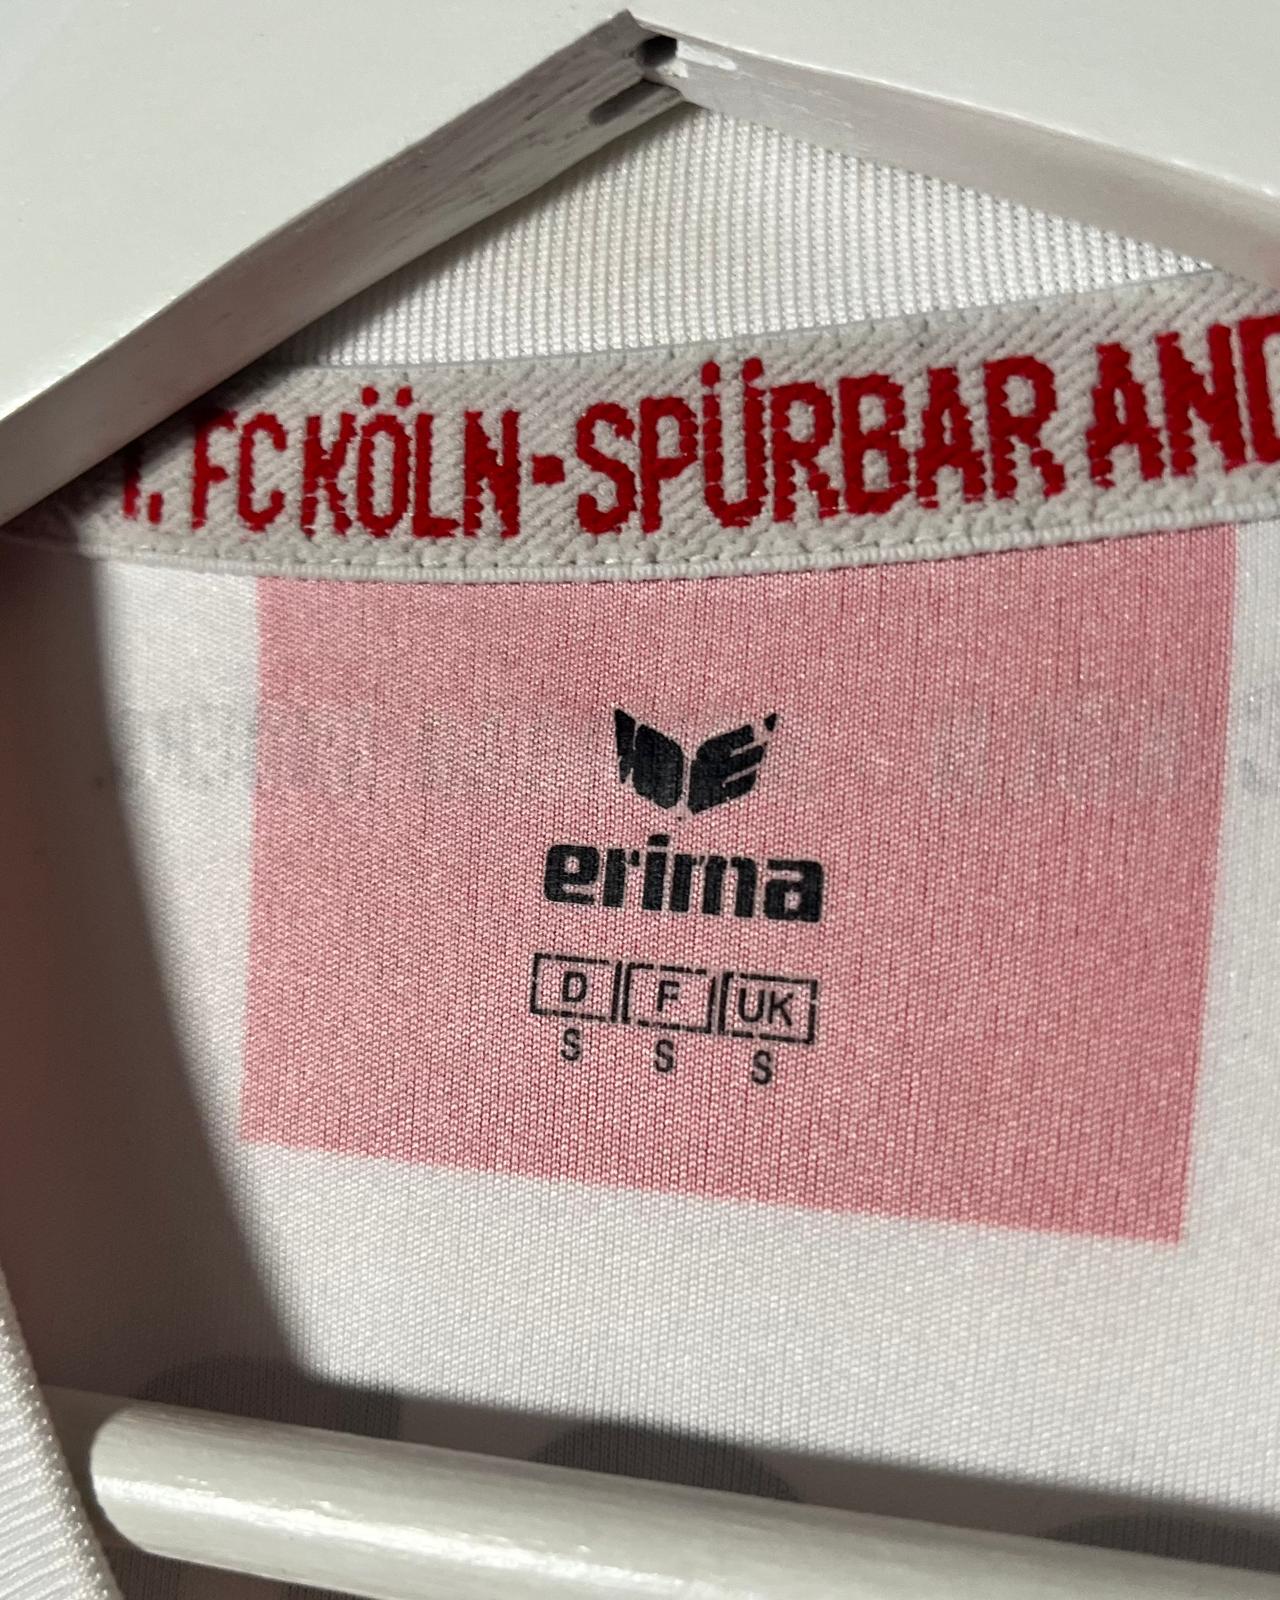 1. FC KÖLN - SPÜRBAR AND
erima
D F UK
S S S